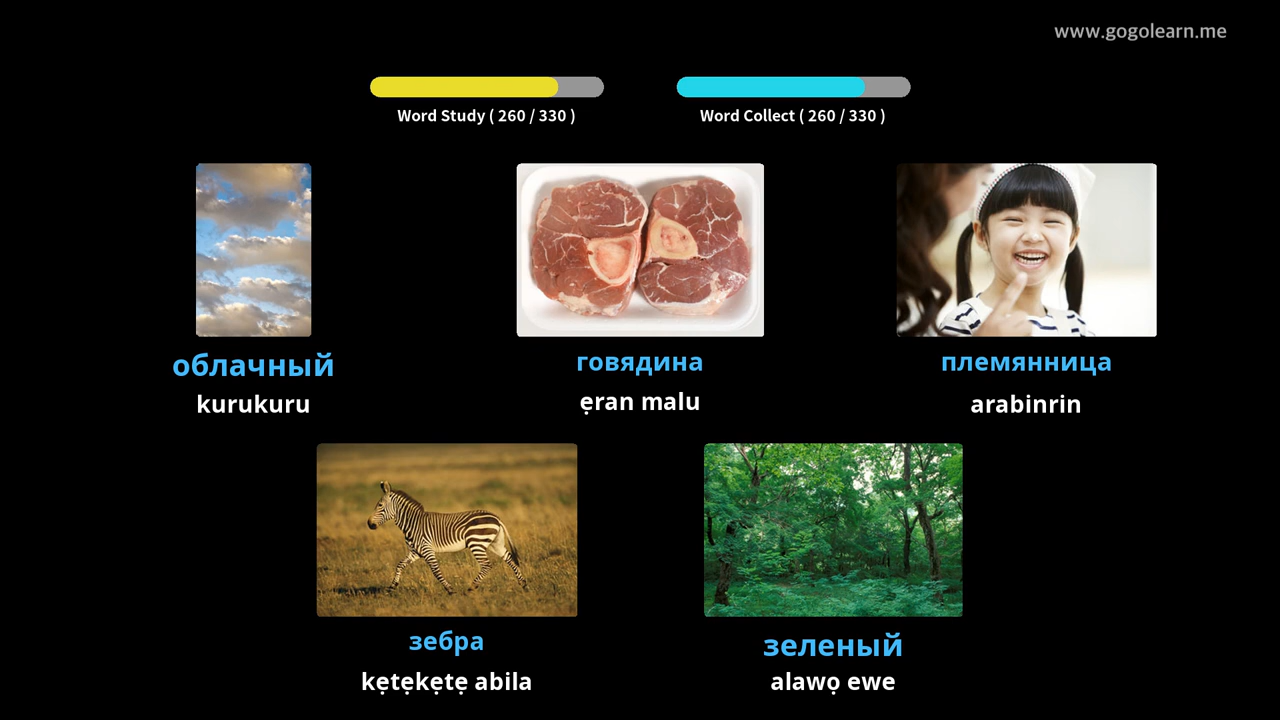 www.gogolearn.me
Word Study ( 260 / 330 )
Word Collect ( 260 / 330 )
облачный
говядина
племянница
kurukuru
ẹran malu
arabinrin
зебра
зеленый
kẹtẹkẹtẹ abila
alawọ ewe